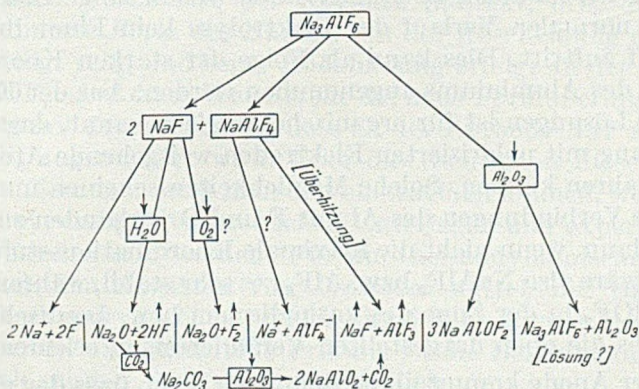 Na₃AlF₆
2 NaF + NaAlF₄
[Überhitzung]
Al₂O₃
H₂O O₂ ? ?
2Na⁺+2F⁻ | Na₂O+2HF | Na₂O+F₂ | Na⁺+AlF₄⁻ | NaF+AlF₃ | 3NaAlOF₂ | Na₃AlF₆+Al₂O₃
[Lösung?]
CO₂
Na₂CO₃ Al₂O₃ 2NaAlO₂+CO₂